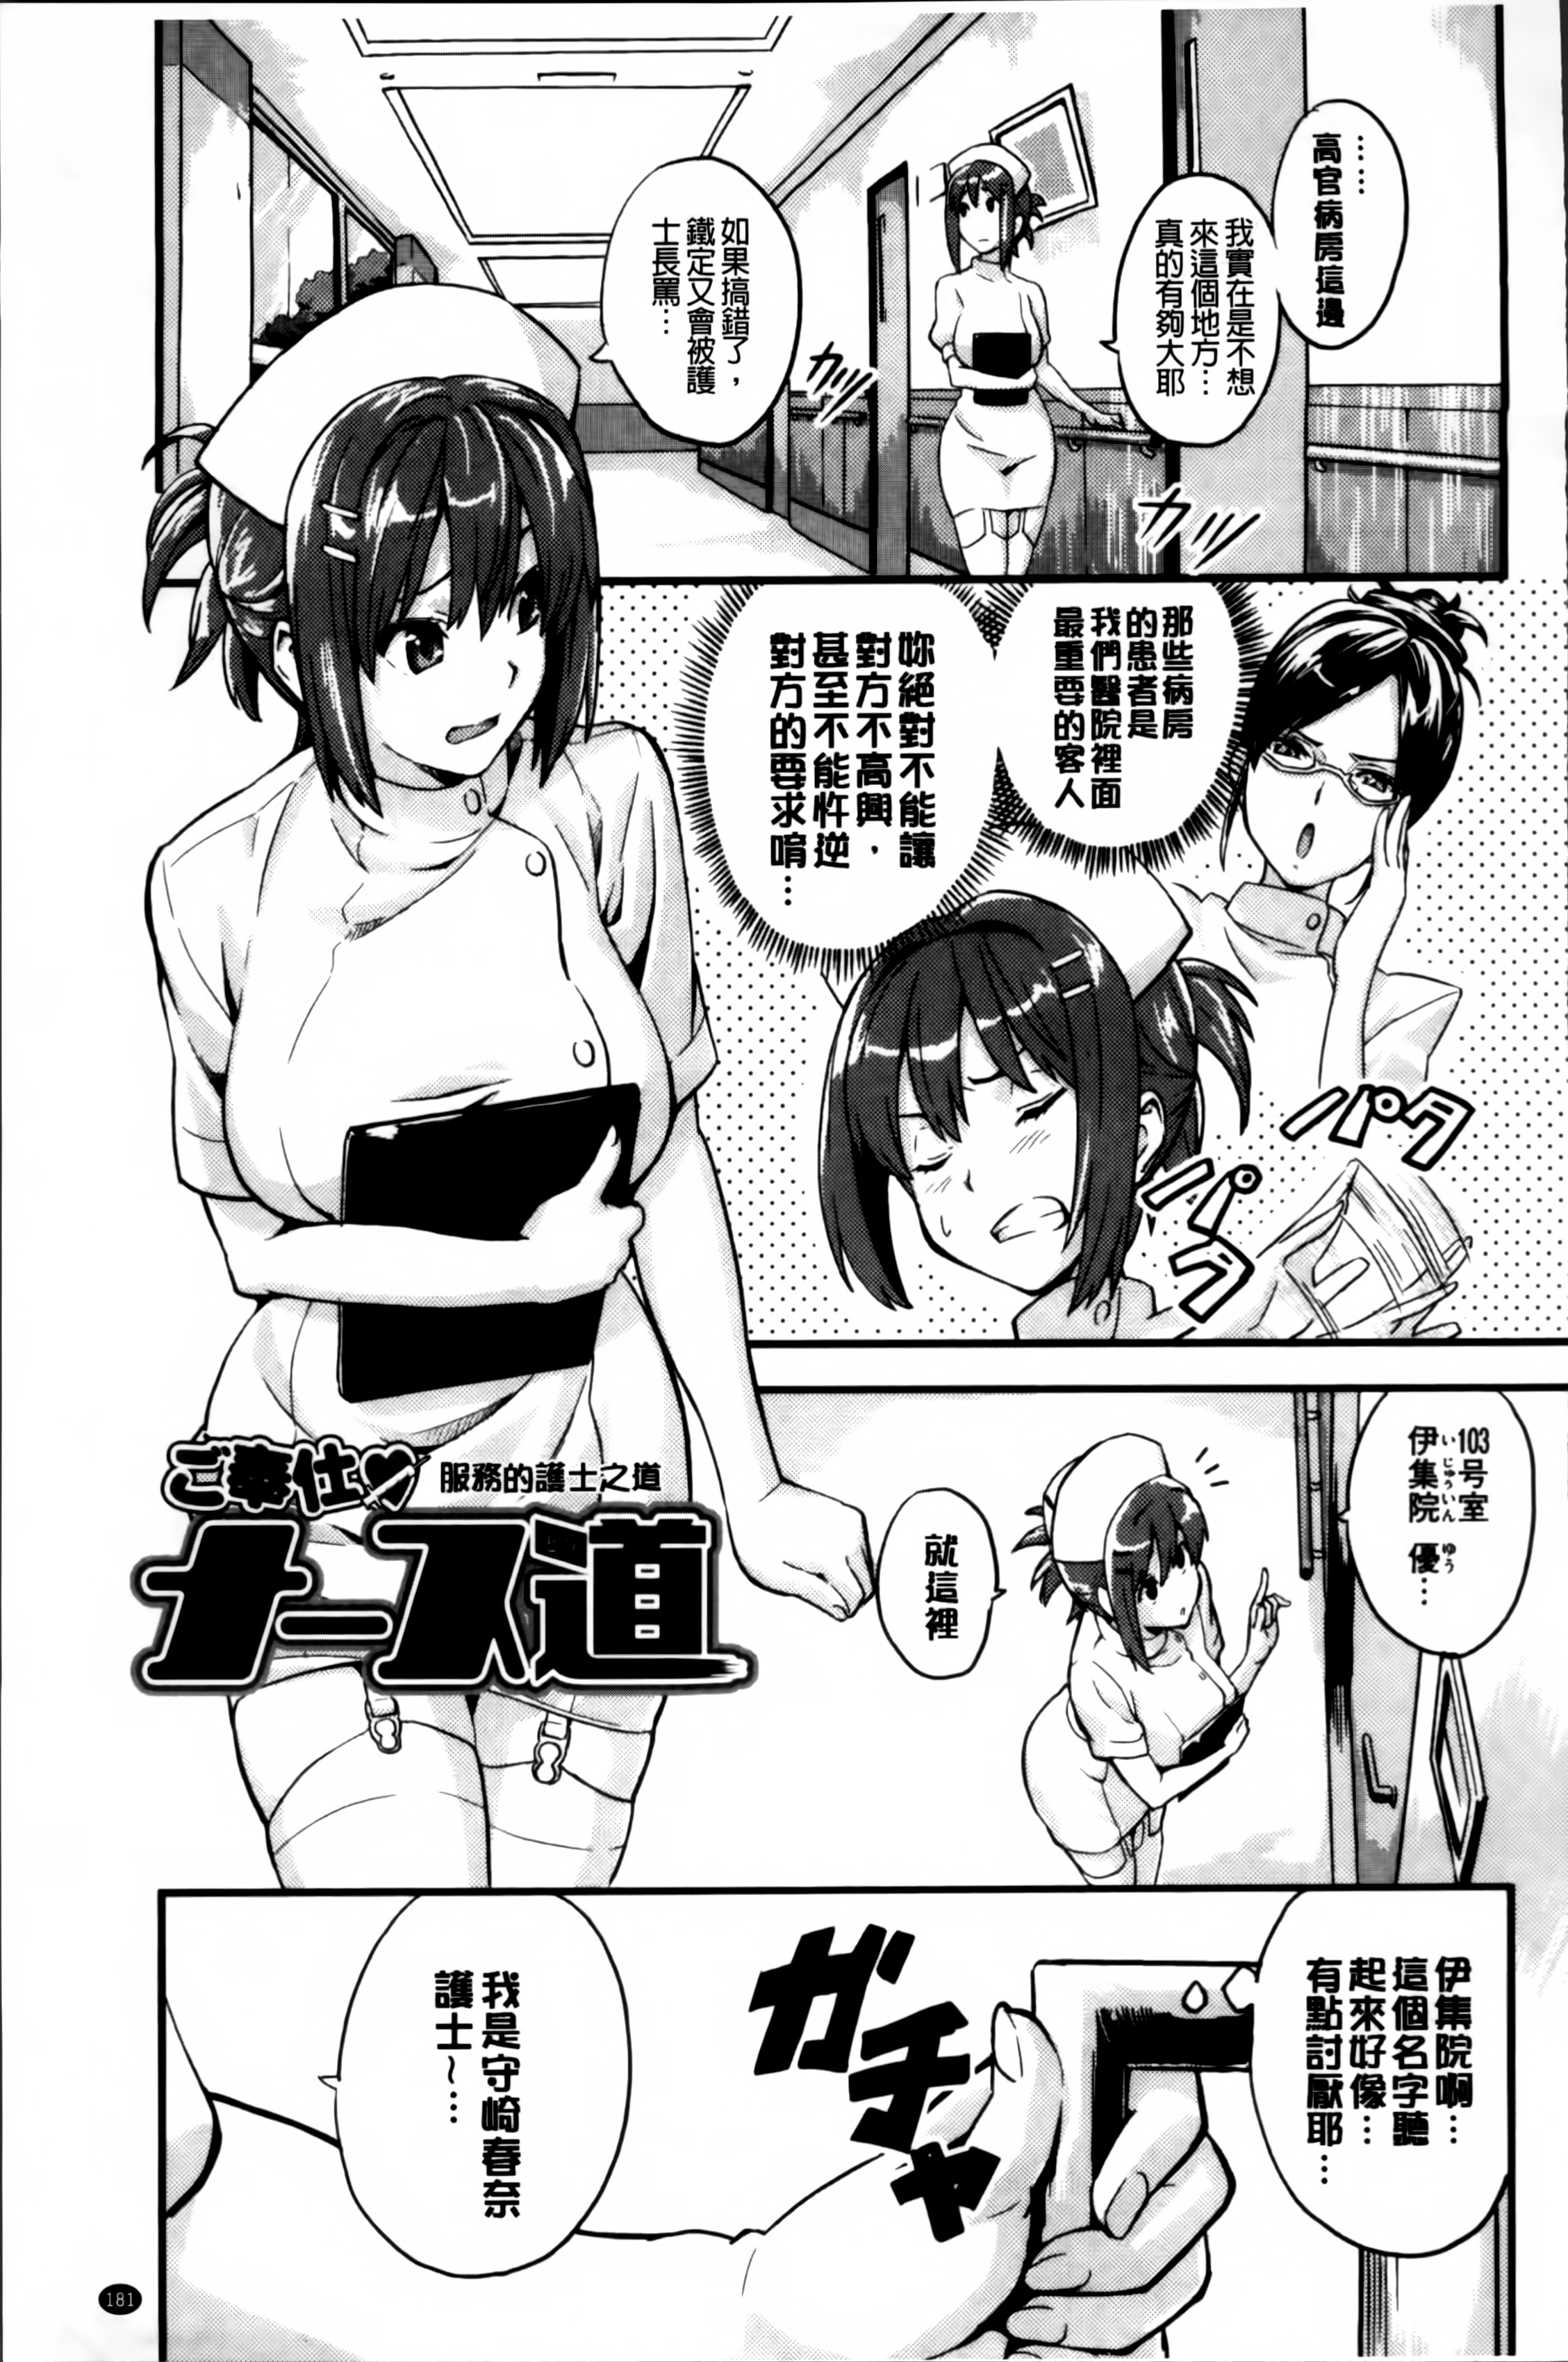 ……
高官病房這邊
我實在是不想
來這個地方…
真的有夠大耶
如果搞錯了，
鐵定又會被護
士長罵…
カツッ
カツッ
那些病房
的患者是
我們醫院裡面
最重要的客人
妳絕對不能讓
對方不高興，
甚至不能忤逆
對方的要求唷…
パタ
パタ
103号室
伊集院 優…
いじゅういん ゆう
就這裡
ご奉仕♥
服務的護士之道
ナース道
伊集院啊…
這個名字聽
起來好像…
有點討厭耶…
ガチャ
我是守崎春奈
護士～…
181